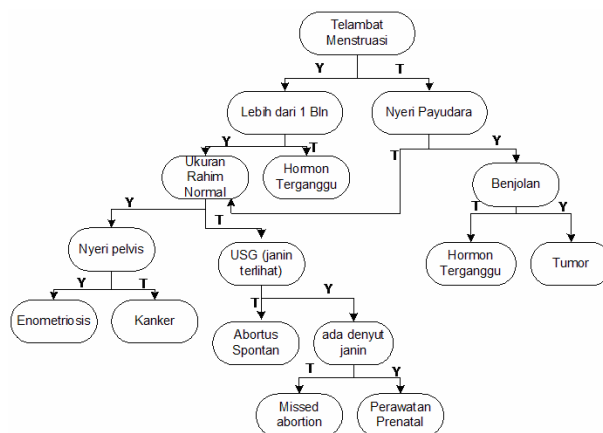 Telambat
Menstruasi
Y
T
Lebih dari 1 Bln
Nyeri Payudara
Y
T
T
Y
Ukuran
Rahim
Normal
Hormon
Terganggu
Benjolan
Y
T
T
Y
Nyeri pelvis
USG (janin
terlihat)
Hormon
Terganggu
Tumor
Y
T
T
Y
Enometriosis
Kanker
Abortus
Spontan
ada denyut
janin
T
Y
Missed
abortion
Perawatan
Prenatal